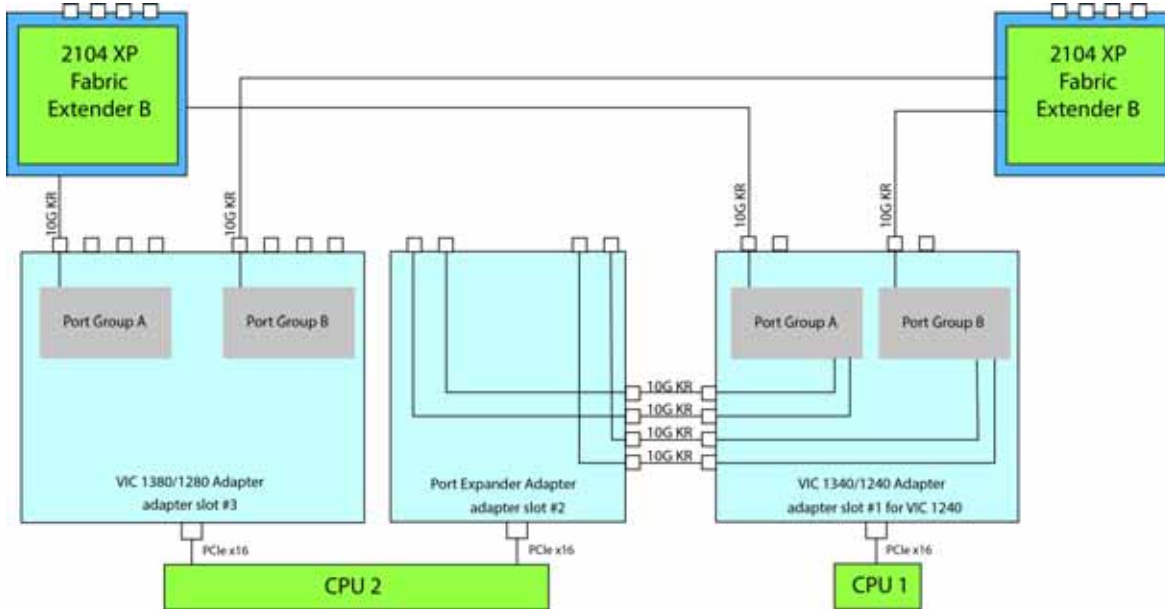 2104 XP
Fabric
Extender B
2104 XP
Fabric
Extender B
10G KR
10G KR
10G KR
10G KR
Port Group A
Port Group B
Port Group A
Port Group B
10G KR
10G KR
10G KR
10G KR
VIC 1380/1280 Adapter
adapter slot #3
Port Expander Adapter
adapter slot #2
VIC 1340/1240 Adapter
adapter slot #1 for VIC 1240
PCIe x16
PCIe x16
PCIe x16
CPU 2
CPU 1